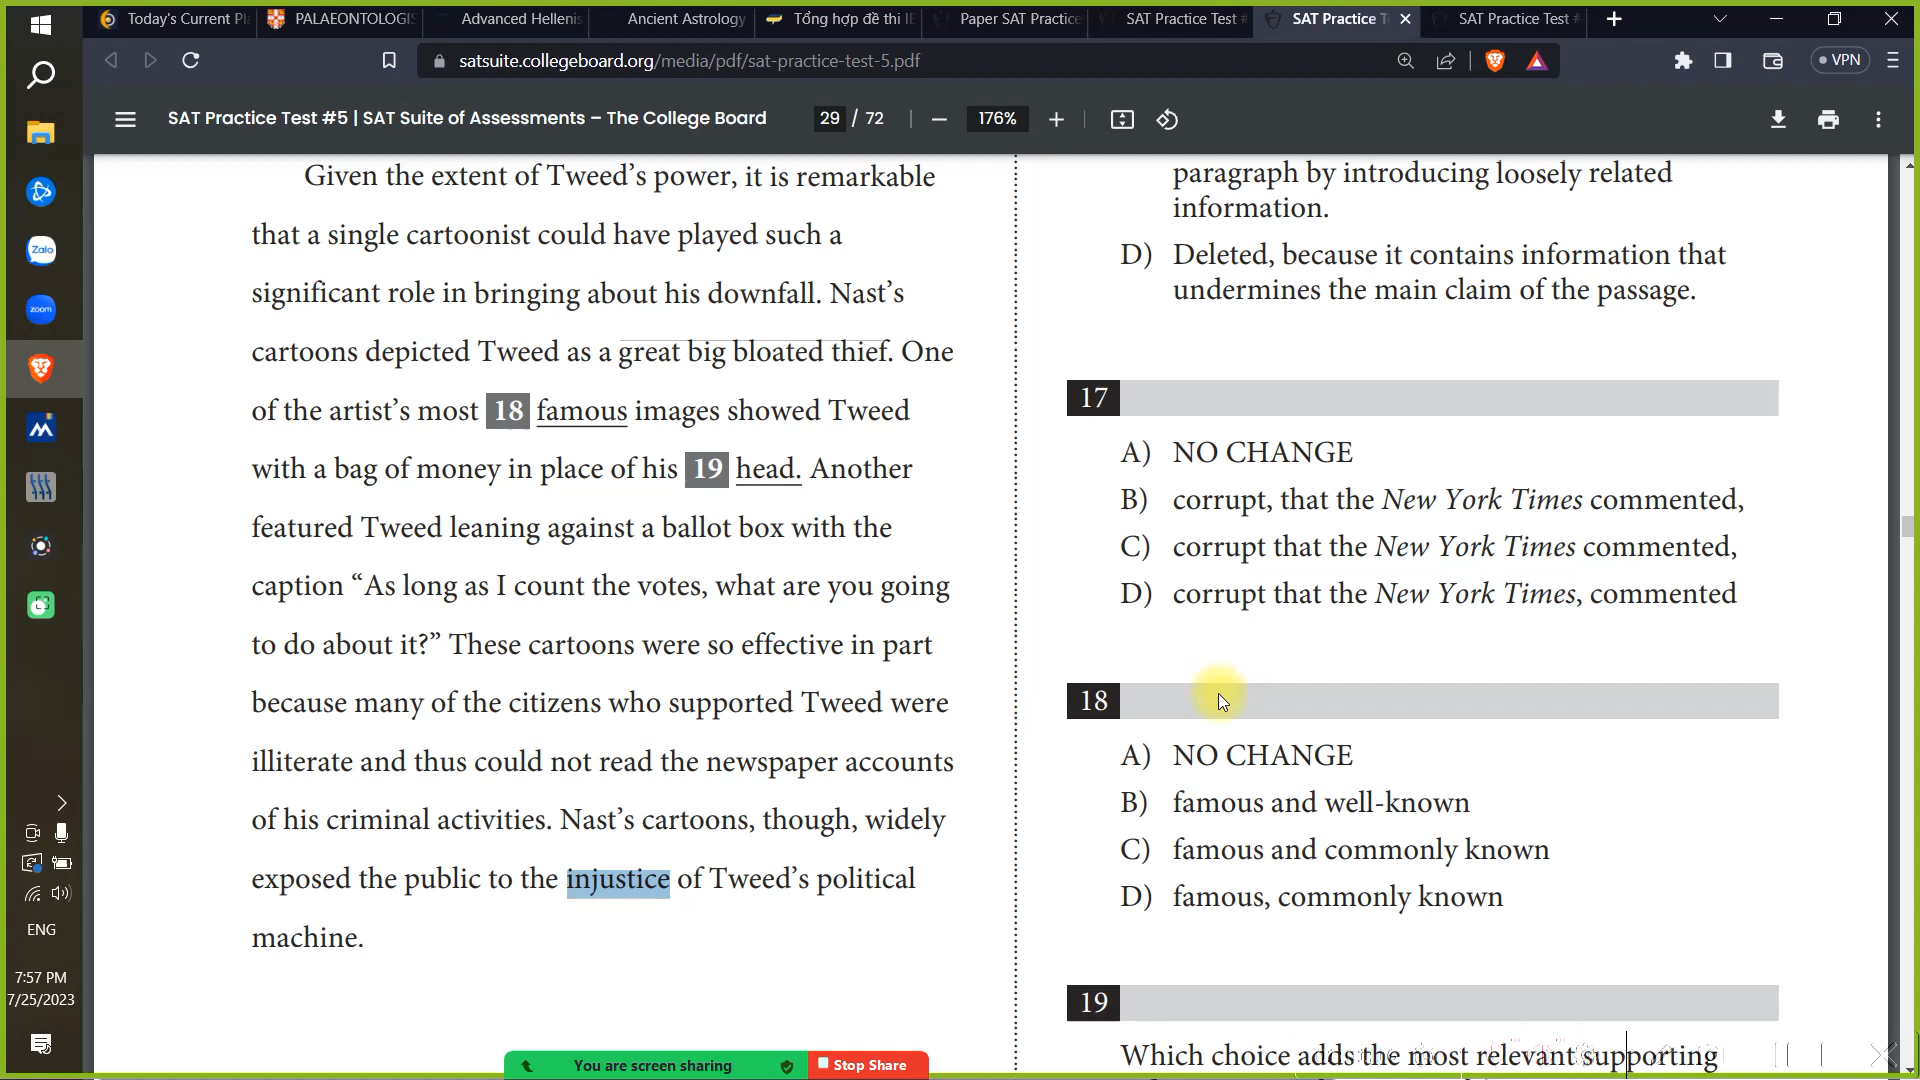 Today's Current Pl
PALAEONTOLOGIS
Advanced Hellenis
Ancient Astrology
Tổng hợp đề thi IE
Paper SAT Practice
SAT Practice Test #
SAT Practice T
SAT Practice Test #
satsuite.collegeboard.org/media/pdf/sat-practice-test-5.pdf
VPN
SAT Practice Test #5 | SAT Suite of Assessments – The College Board
29 / 72
176%
Given the extent of Tweed’s power, it is remarkable
that a single cartoonist could have played such a
significant role in bringing about his downfall. Nast’s
cartoons depicted Tweed as a great big bloated thief. One
of the artist’s most 18 famous images showed Tweed
with a bag of money in place of his 19 head. Another
featured Tweed leaning against a ballot box with the
caption “As long as I count the votes, what are you going
to do about it?” These cartoons were so effective in part
because many of the citizens who supported Tweed were
illiterate and thus could not read the newspaper accounts
of his criminal activities. Nast’s cartoons, though, widely
exposed the public to the injustice of Tweed’s political
machine.
paragraph by introducing loosely related
information.
D) Deleted, because it contains information that
undermines the main claim of the passage.
17
A) NO CHANGE
B) corrupt, that the New York Times commented,
C) corrupt that the New York Times commented,
D) corrupt that the New York Times, commented
18
A) NO CHANGE
B) famous and well-known
C) famous and commonly known
D) famous, commonly known
19
Which choice adds the most relevant supporting
Zalo
zoom
ENG
7:57 PM
7/25/2023
You are screen sharing
Stop Share